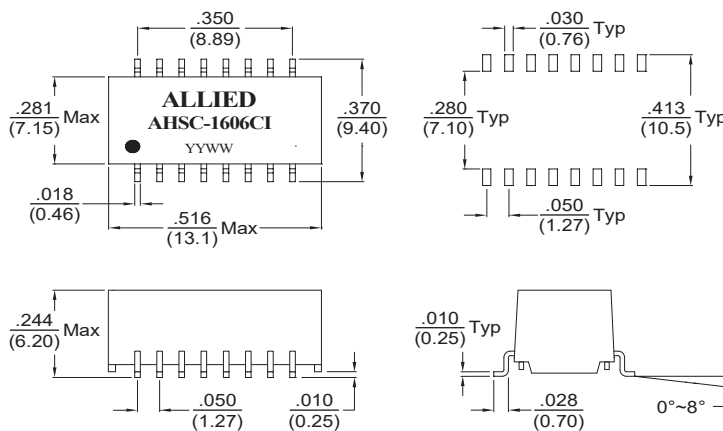 .350
(8.89)
.281
(7.15) Max
ALLIED
AHSC-1606CI
YYWW
.370
(9.40)
.018
(0.46)
.516
(13.1) Max
.030
(0.76) Typ
.280
(7.10) Typ
.413
(10.5) Typ
.050
(1.27) Typ
.244
(6.20) Max
.050
(1.27)
.010
(0.25)
.010
(0.25) Typ
.028
(0.70)
0°~8°